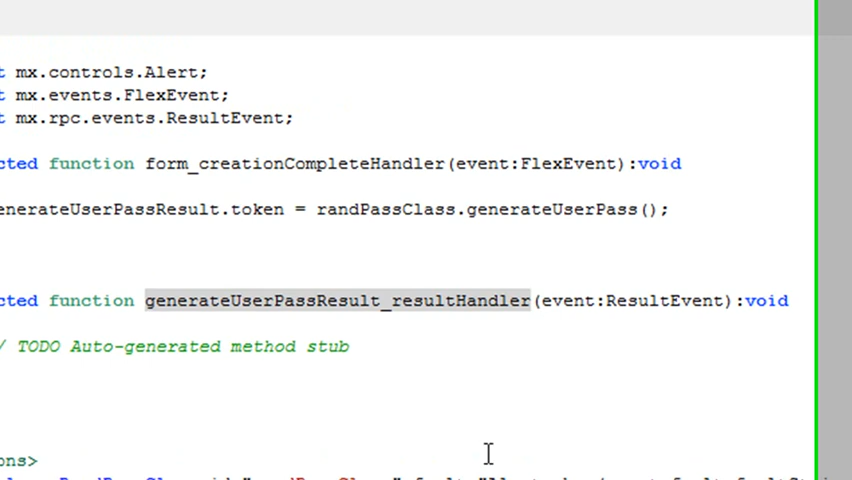 t mx.controls.Alert;
t mx.events.FlexEvent;
t mx.rpc.events.ResultEvent;
cted function form_creationCompleteHandler(event:FlexEvent):void
enerateUserPassResult.token = randPassClass.generateUserPass();
cted function generateUserPassResult_resultHandler(event:ResultEvent):void
/ TODO Auto-generated method stub
ons>